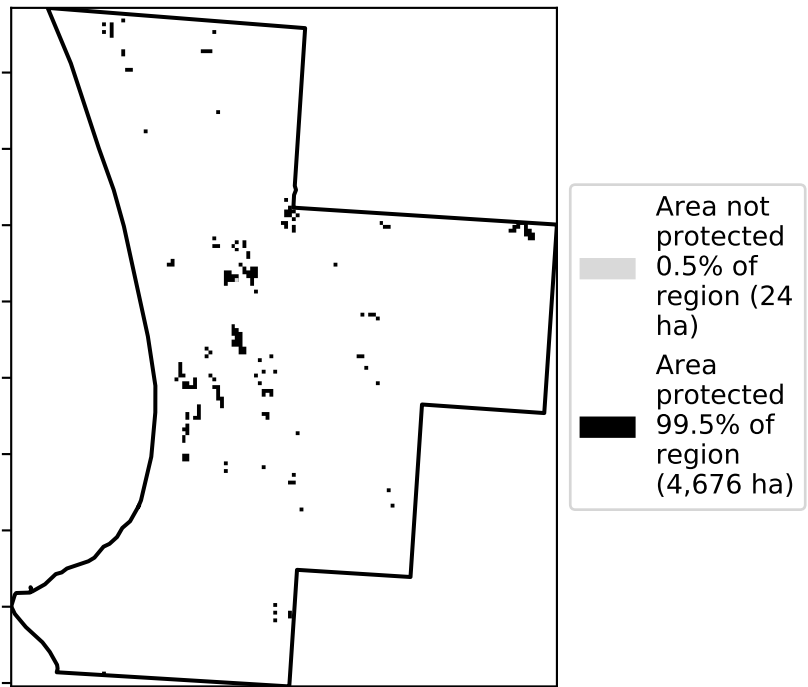 Area not
protected
0.5% of
region (24
ha)
Area
protected
99.5% of
region
(4,676 ha)